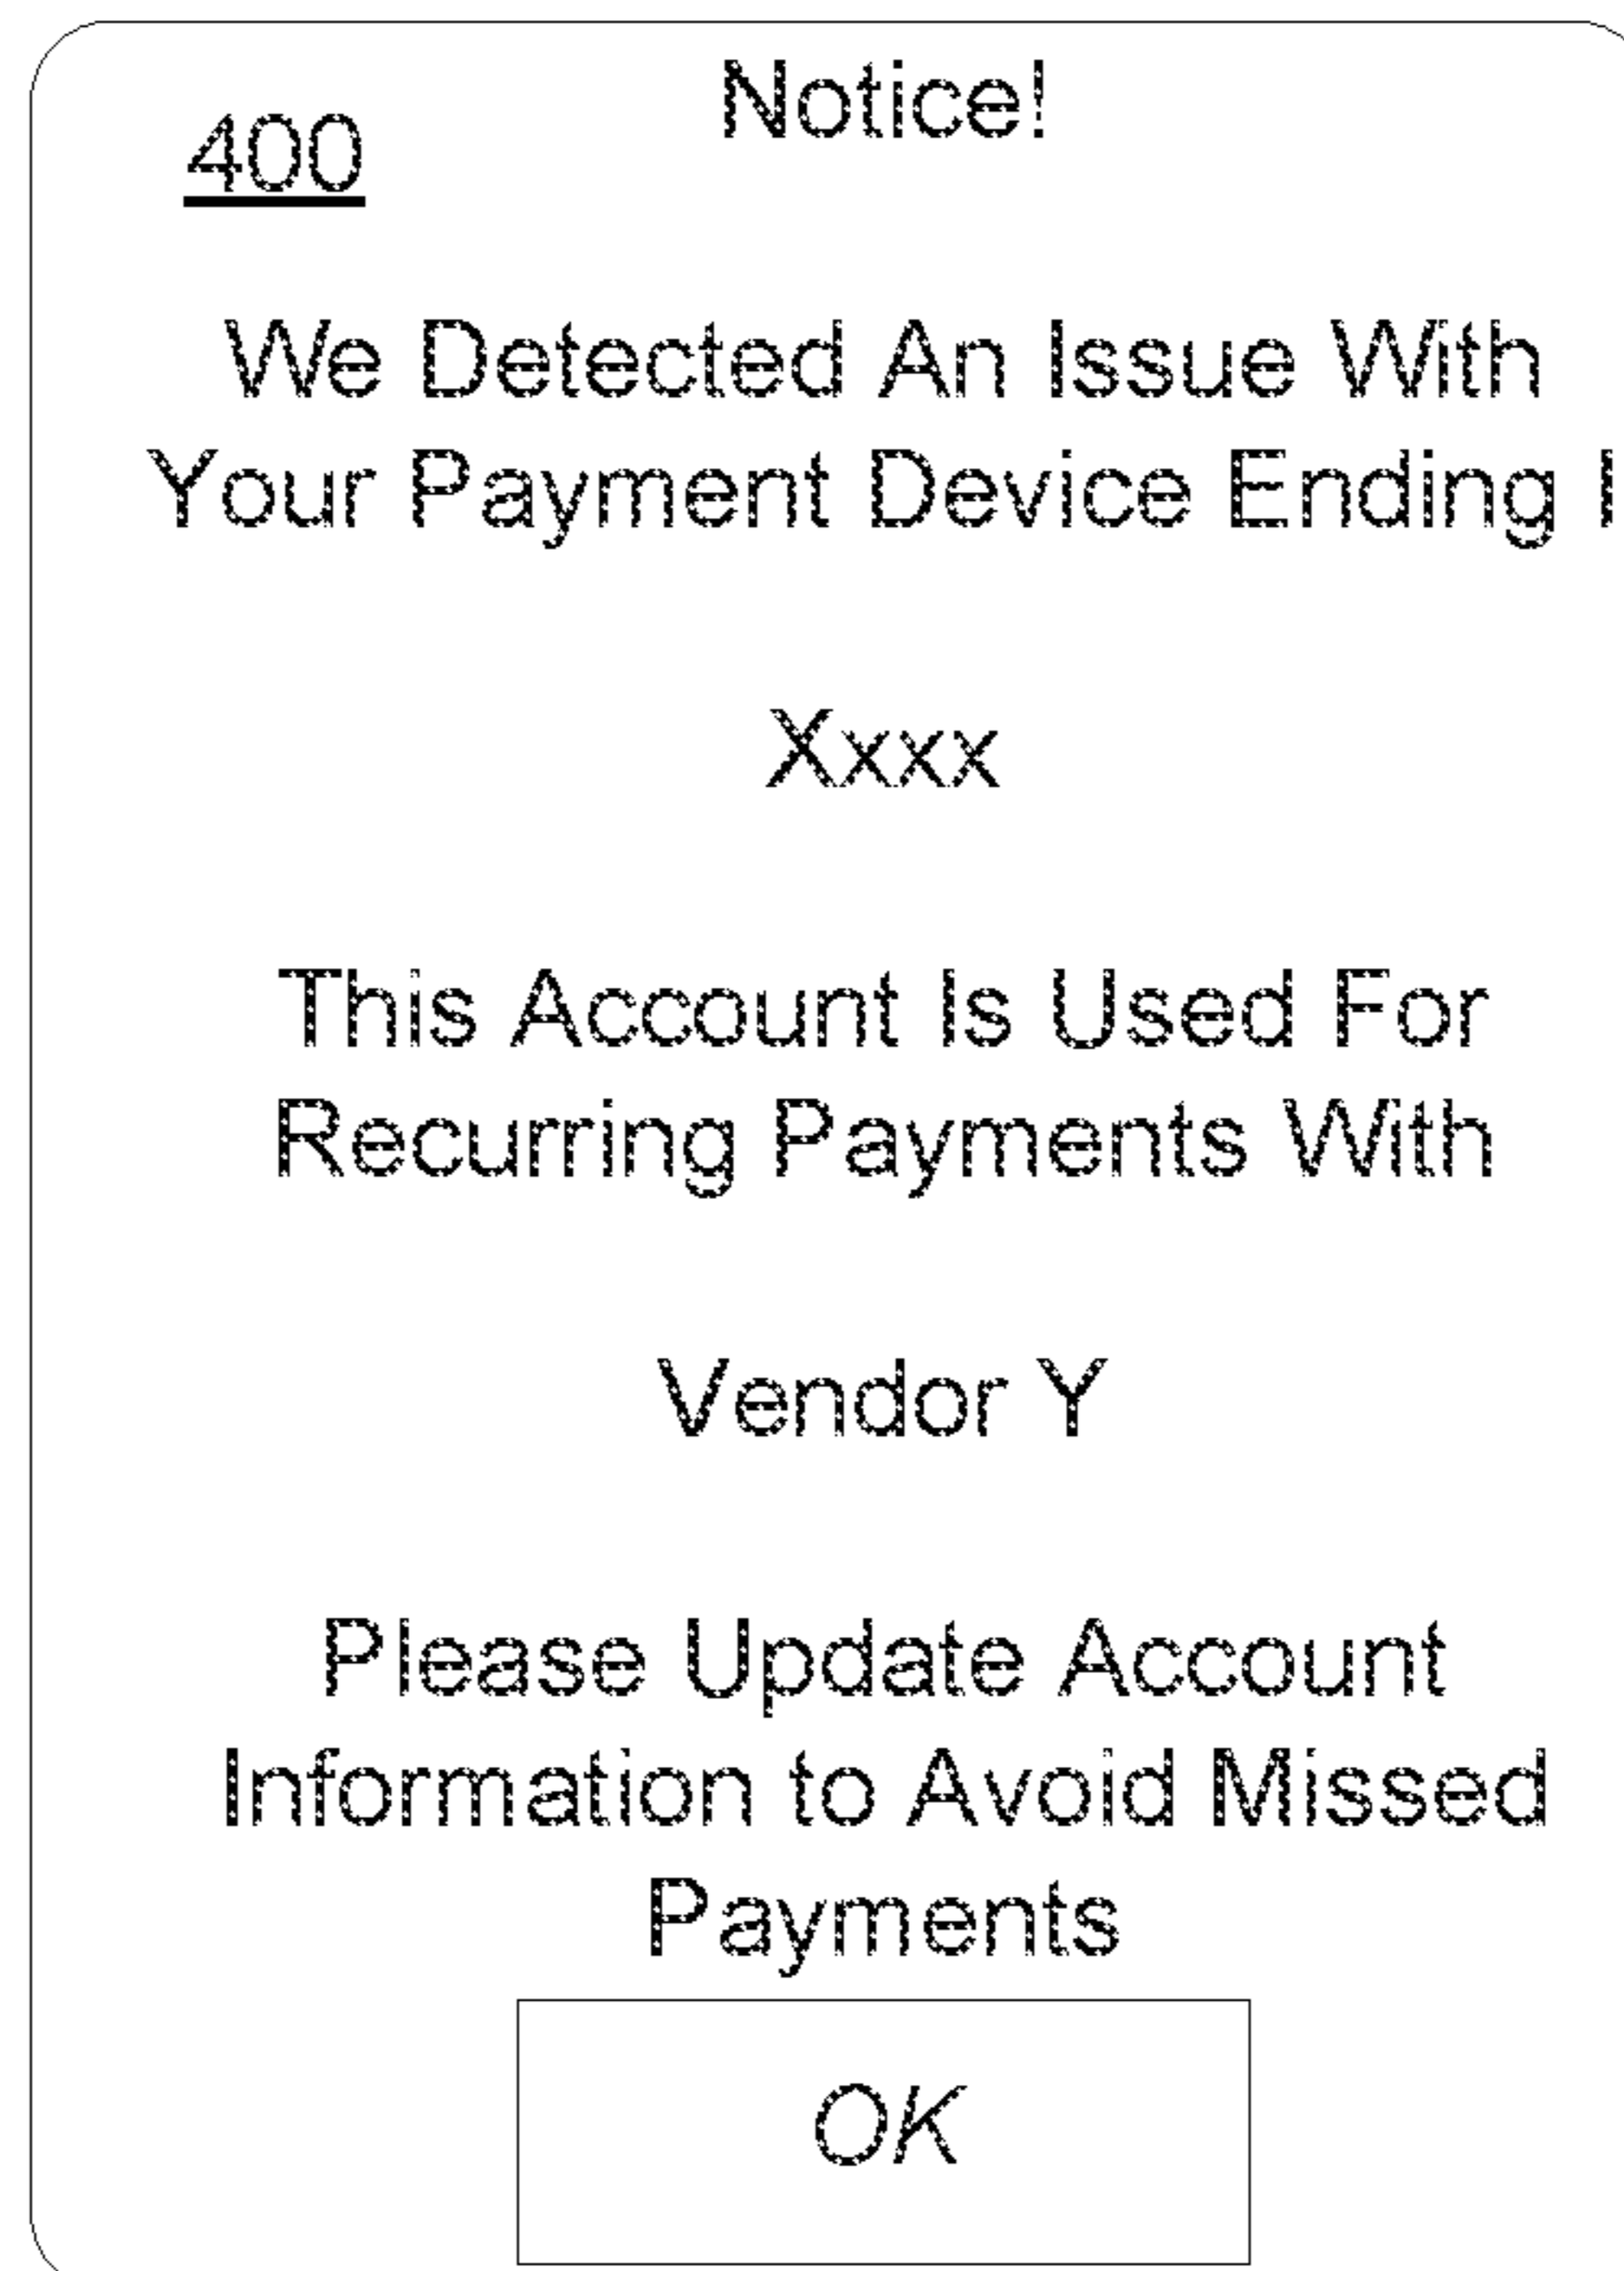 Notice!
400
We Detected An Issue With
Your Payment Device Ending I
Xxxx
This Account Is Used For
Recurring Payments With
Vendor Y
Please Update Account
Information to Avoid Missed
Payments
OK